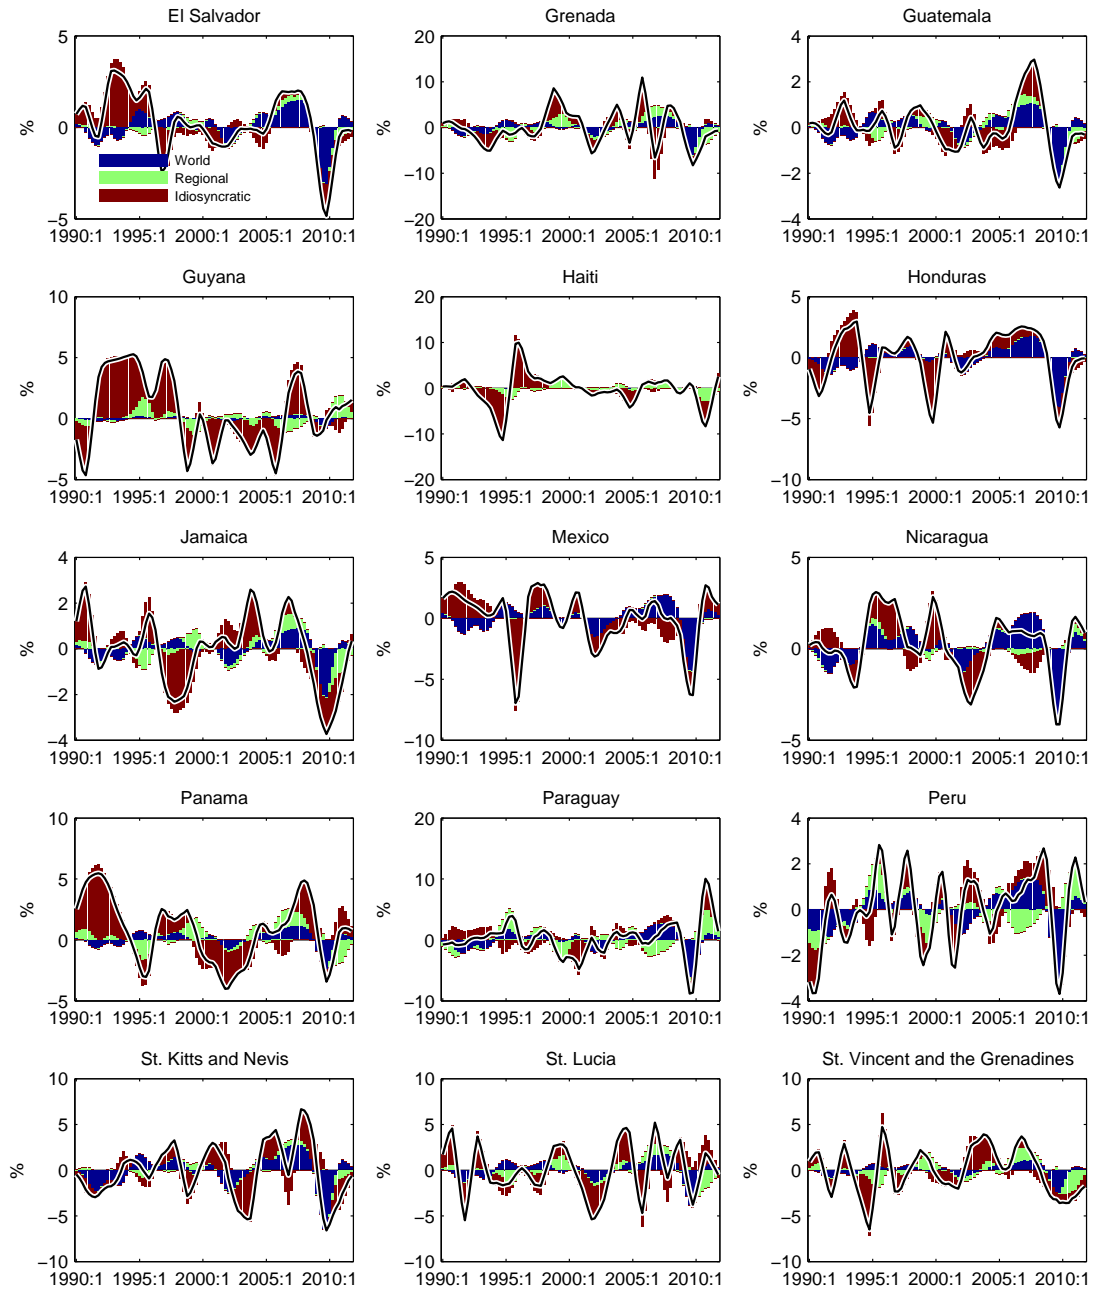 El Salvador
Grenada
Guatemala
5
0
−5
%
World
Regional
Idiosyncratic
1990:1 1995:1 2000:1 2005:1 2010:1
20
10
0
−10
−20
%
1990:1 1995:1 2000:1 2005:1 2010:1
4
2
0
−2
−4
%
1990:1 1995:1 2000:1 2005:1 2010:1
Guyana
Haiti
Honduras
10
5
0
−5
%
1990:1 1995:1 2000:1 2005:1 2010:1
20
10
0
−10
−20
%
1990:1 1995:1 2000:1 2005:1 2010:1
5
0
−5
−10
%
1990:1 1995:1 2000:1 2005:1 2010:1
Jamaica
Mexico
Nicaragua
4
2
0
−2
−4
%
1990:1 1995:1 2000:1 2005:1 2010:1
5
0
−5
−10
%
1990:1 1995:1 2000:1 2005:1 2010:1
5
0
−5
%
1990:1 1995:1 2000:1 2005:1 2010:1
Panama
Paraguay
Peru
10
5
0
−5
%
1990:1 1995:1 2000:1 2005:1 2010:1
20
10
0
−10
%
1990:1 1995:1 2000:1 2005:1 2010:1
4
2
0
−2
−4
%
1990:1 1995:1 2000:1 2005:1 2010:1
St. Kitts and Nevis
St. Lucia
St. Vincent and the Grenadines
10
5
0
−5
−10
%
1990:1 1995:1 2000:1 2005:1 2010:1
10
5
0
−5
−10
%
1990:1 1995:1 2000:1 2005:1 2010:1
10
5
0
−5
−10
%
1990:1 1995:1 2000:1 2005:1 2010:1